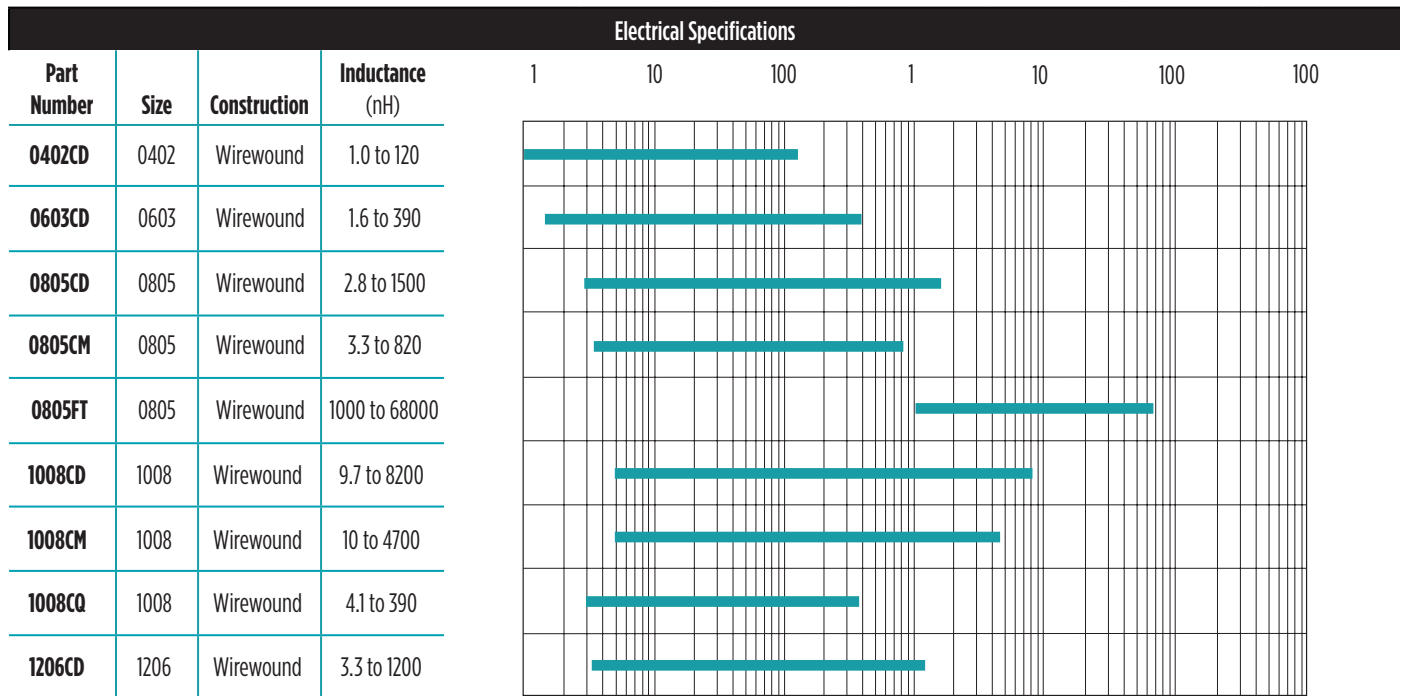 Electrical Specifications
Part Number Size Construction Inductance (nH) 1 10 100 1 10 100 100
0402CD 0402 Wirewound 1.0 to 120
0603CD 0603 Wirewound 1.6 to 390
0805CD 0805 Wirewound 2.8 to 1500
0805CM 0805 Wirewound 3.3 to 820
0805FT 0805 Wirewound 1000 to 68000
1008CD 1008 Wirewound 9.7 to 8200
1008CM 1008 Wirewound 10 to 4700
1008CQ 1008 Wirewound 4.1 to 390
1206CD 1206 Wirewound 3.3 to 1200